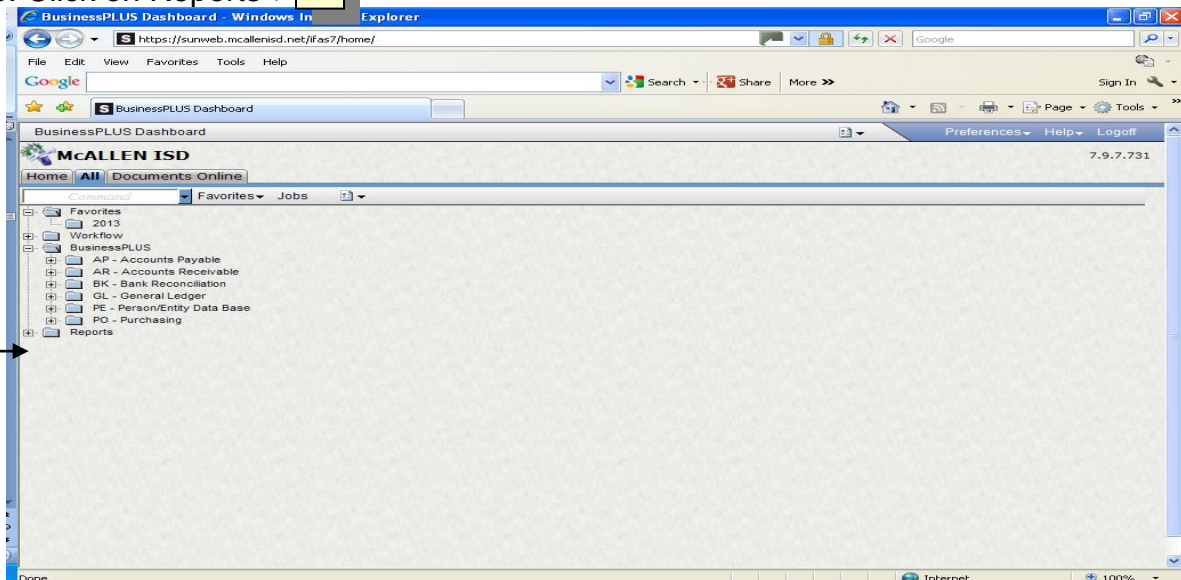 Click on Reports +
BusinessPLUS Dashboard - Windows In Explorer
S https://sunweb.mcallenisd.net/ifas7/home/
Google
File Edit View Favorites Tools Help
Google Search Share More >> Sign In
S BusinessPLUS Dashboard Page Tools >>
BusinessPLUS Dashboard Preferences Help Logoff
McALLEN ISD 7.9.7.731
Home All Documents Online
Command Favorites Jobs
Favorites
2013
Workflow
BusinessPLUS
AP - Accounts Payable
AR - Accounts Receivable
BK - Bank Reconciliation
GL - General Ledger
PE - Person/Entity Data Base
PO - Purchasing
Reports
Done Internet 100%